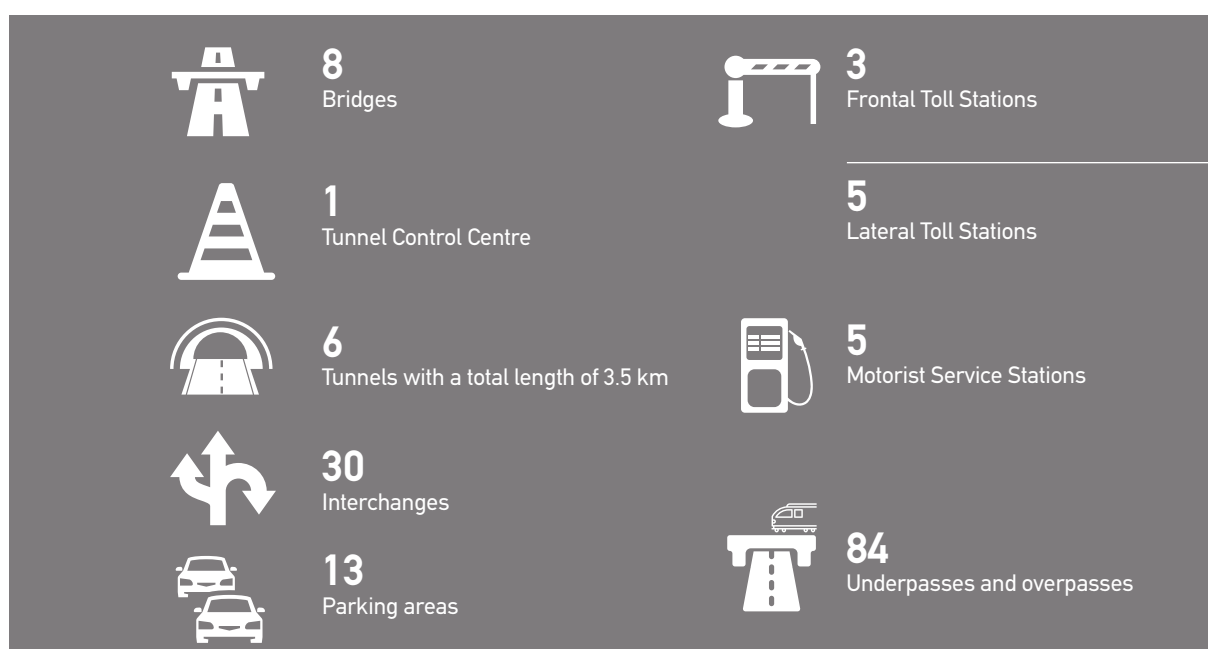 8
Bridges
1
Tunnel Control Centre
6
Tunnels with a total length of 3.5 km
30
Interchanges
13
Parking areas
3
Frontal Toll Stations
5
Lateral Toll Stations
5
Motorist Service Stations
84
Underpasses and overpasses